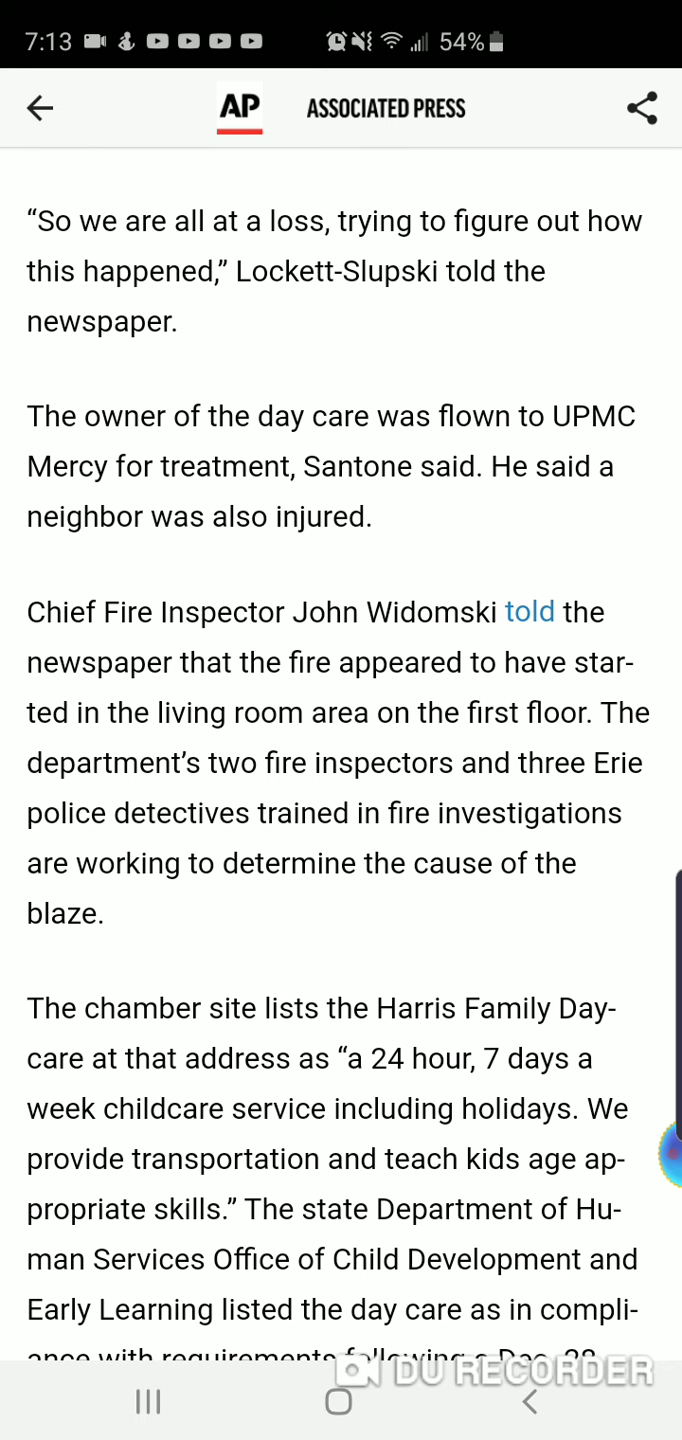 7:13
54%
AP
ASSOCIATED PRESS
“So we are all at a loss, trying to figure out how
this happened,” Lockett-Slupski told the
newspaper.
The owner of the day care was flown to UPMC
Mercy for treatment, Santone said. He said a
neighbor was also injured.
Chief Fire Inspector John Widomski told the
newspaper that the fire appeared to have star-
ted in the living room area on the first floor. The
department’s two fire inspectors and three Erie
police detectives trained in fire investigations
are working to determine the cause of the
blaze.
The chamber site lists the Harris Family Day-
care at that address as “a 24 hour, 7 days a
week childcare service including holidays. We
provide transportation and teach kids age ap-
propriate skills.” The state Department of Hu-
man Services Office of Child Development and
Early Learning listed the day care as in compli-
ance with requirements following a Dec. 28
DU RECORDER